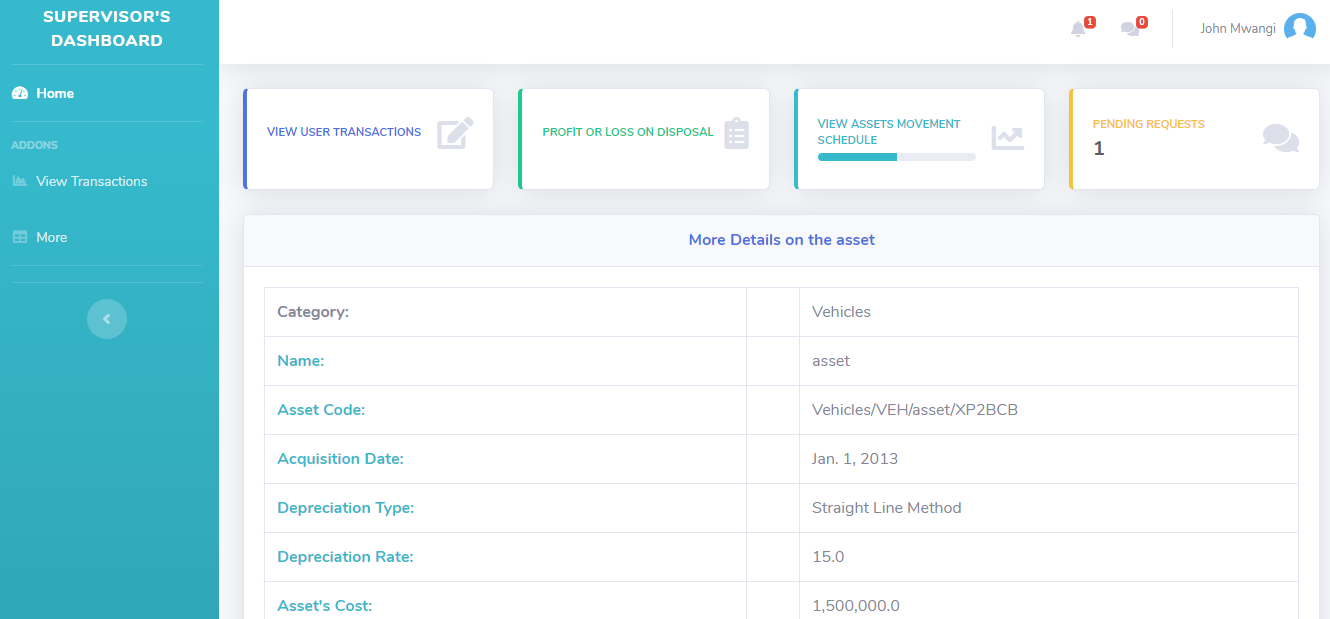 SUPERVISOR'S
DASHBOARD
Home
ADDONS
View Transactions
More
1
0
John Mwangi
VIEW USER TRANSACTIONS
PROFIT OR LOSS ON DISPOSAL
VIEW ASSETS MOVEMENT
SCHEDULE
PENDING REQUESTS
1
More Details on the asset
Category: Vehicles
Name: asset
Asset Code: Vehicles/VEH/asset/XP2BCB
Acquisition Date: Jan. 1, 2013
Depreciation Type: Straight Line Method
Depreciation Rate: 15.0
Asset's Cost: 1,500,000.0